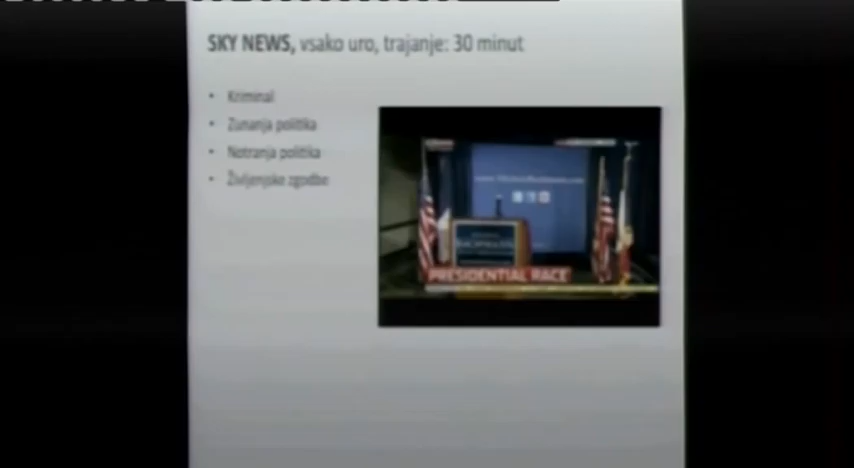 SKY NEWS, vsako uro, trajanje: 30 minut
• Kriminal
• Zunanja politika
• Notranja politika
• Življenjske zgodbe
PRESIDENTIAL RACE